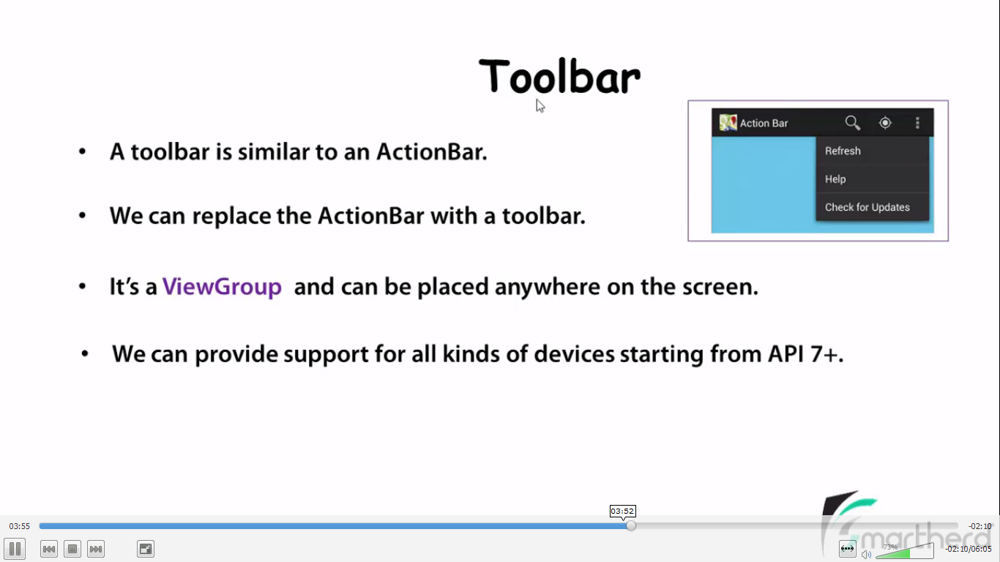 Toolbar
• A toolbar is similar to an ActionBar.
• We can replace the ActionBar with a toolbar.
• It’s a ViewGroup and can be placed anywhere on the screen.
• We can provide support for all kinds of devices starting from API 7+.
Action Bar
Refresh
Help
Check for Updates
03:52
03:55
-02:10
martherd
73%
-02:10/06:05